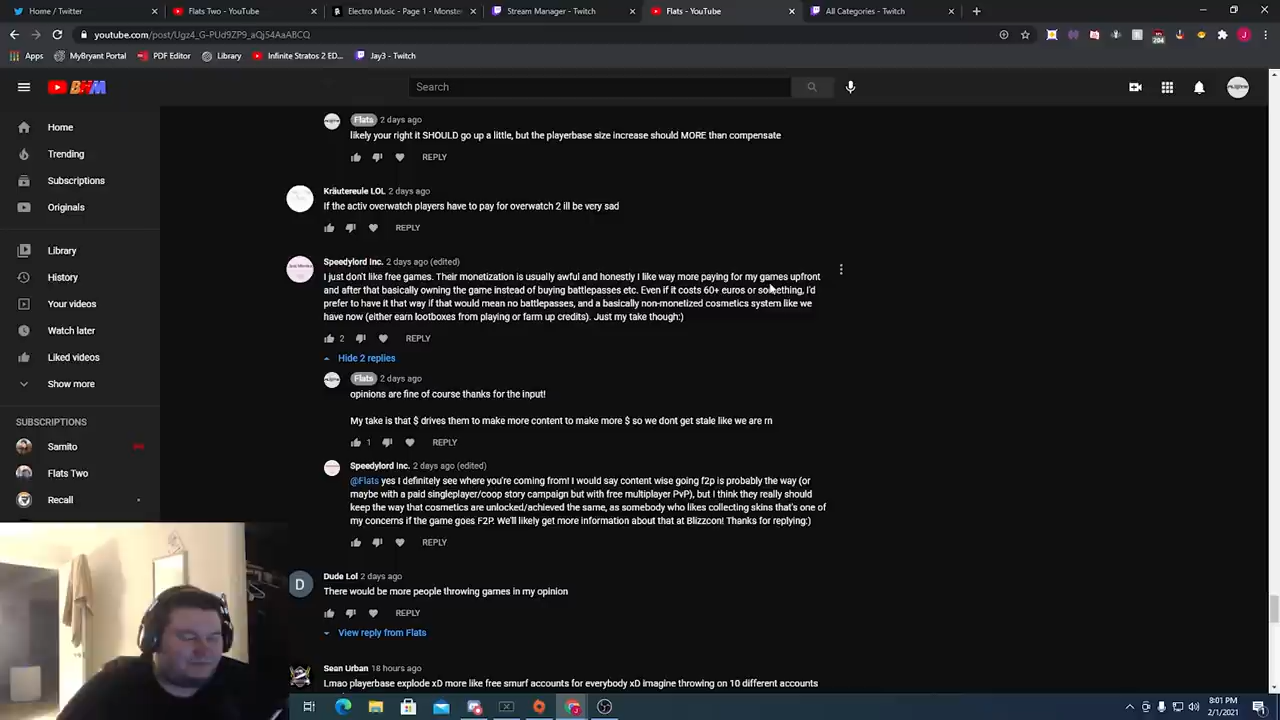 Home / Twitter
Flats Two - YouTube
Electro Music - Page 1 - Monste
Stream Manager - Twitch
Flats - YouTube
All Categories - Twitch
youtube.com/post/Ugz4_G-PUd9ZP9_aQj54AaABCQ
Apps
MyBryant Portal
PDF Editor
Library
Infinite Stratos 2 ED...
Jay3 - Twitch
Search
Home
Trending
Subscriptions
Originals
Library
History
Your videos
Watch later
Liked videos
Show more
SUBSCRIPTIONS
Samito
Flats Two
Recall
Flats 2 days ago
likely your right it SHOULD go up a little, but the playerbase size increase should MORE than compensate
REPLY
Kräutereule LOL 2 days ago
If the activ overwatch players have to pay for overwatch 2 ill be very sad
REPLY
Speedylord Inc. 2 days ago (edited)
I just don't like free games. Their monetization is usually awful and honestly I like way more paying for my games upfront
and after that basically owning the game instead of buying battlepasses etc. Even if it costs 60+ euros or something, I'd
prefer to have it that way if that would mean no battlepasses, and a basically non-monetized cosmetics system like we
have now (either earn lootboxes from playing or farm up credits). Just my take though:)
2 REPLY
Hide 2 replies
Flats 2 days ago
opinions are fine of course thanks for the input!
My take is that $ drives them to make more content to make more $ so we dont get stale like we are rn
1 REPLY
Speedylord Inc. 2 days ago (edited)
@Flats yes I definitely see where you're coming from! I would say content wise going f2p is probably the way (or
maybe with a paid singleplayer/coop story campaign but with free multiplayer PvP), but I think they really should
keep the way that cosmetics are unlocked/achieved the same, as somebody who likes collecting skins that's one of
my concerns if the game goes F2P. We'll likely get more information about that at Blizzcon! Thanks for replying:)
REPLY
D
Dude Lol 2 days ago
There would be more people throwing games in my opinion
REPLY
View reply from Flats
Sean Urban 18 hours ago
Lmao playerbase explode xD more like free smurf accounts for everybody xD imagine throwing on 10 different accounts
8:01 PM
2/1/2021